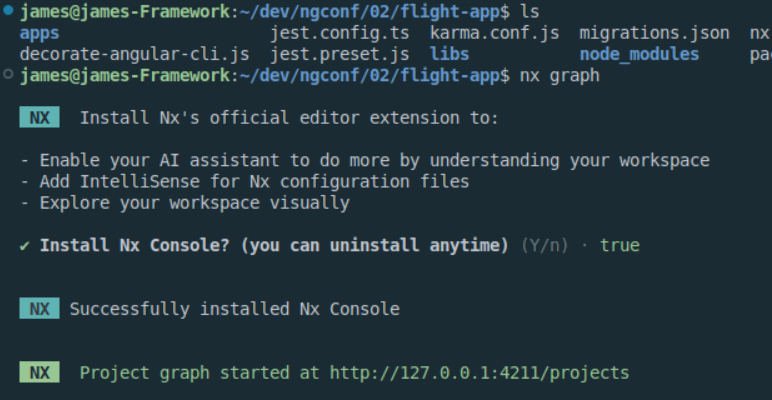 james@james-Framework:~/dev/ngconf/02/flight-app$ ls
apps jest.config.ts karma.conf.js migrations.json nx
decorate-angular-cli.js jest.preset.js libs node_modules pac
james@james-Framework:~/dev/ngconf/02/flight-app$ nx graph
NX Install Nx's official editor extension to:
- Enable your AI assistant to do more by understanding your workspace
- Add IntelliSense for Nx configuration files
- Explore your workspace visually
✔ Install Nx Console? (you can uninstall anytime) (Y/n) · true
NX Successfully installed Nx Console
NX Project graph started at http://127.0.0.1:4211/projects